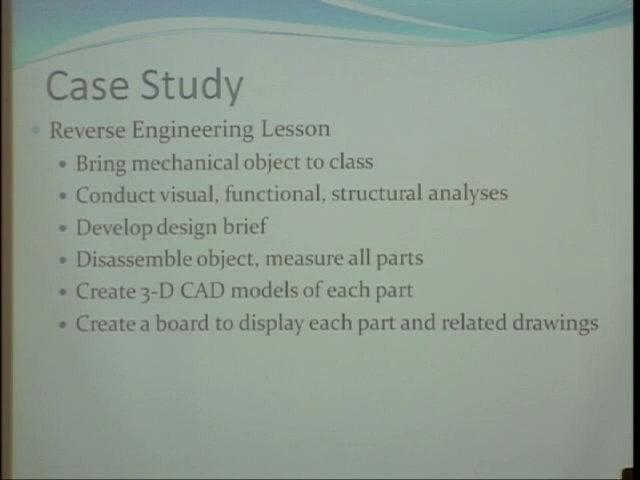 Case Study
• Reverse Engineering Lesson
• Bring mechanical object to class
• Conduct visual, functional, structural analyses
• Develop design brief
• Disassemble object, measure all parts
• Create 3-D CAD models of each part
• Create a board to display each part and related drawings